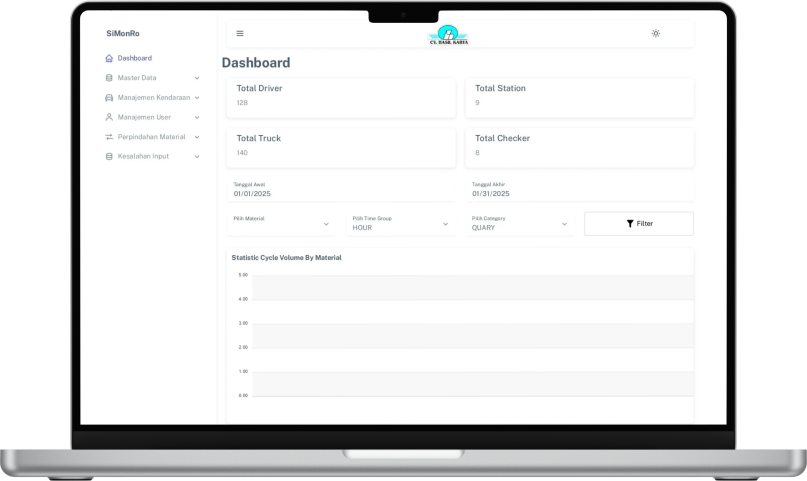 SiMonRo
CV. HASIL KARYA
Dashboard
Master Data
Manajemen Kendaraan
Manajemen User
Perpindahan Material
Kesalahan Input
Dashboard
Total Driver
128
Total Station
9
Total Truck
140
Total Checker
8
Tanggal Awal
01/01/2025
Tanggal Akhir
01/31/2025
Pilih Material
Pilih Time Group
HOUR
Pilih Category
QUARY
Filter
Statistic Cycle Volume By Material
5.00
4.00
3.00
2.00
1.00
0.00